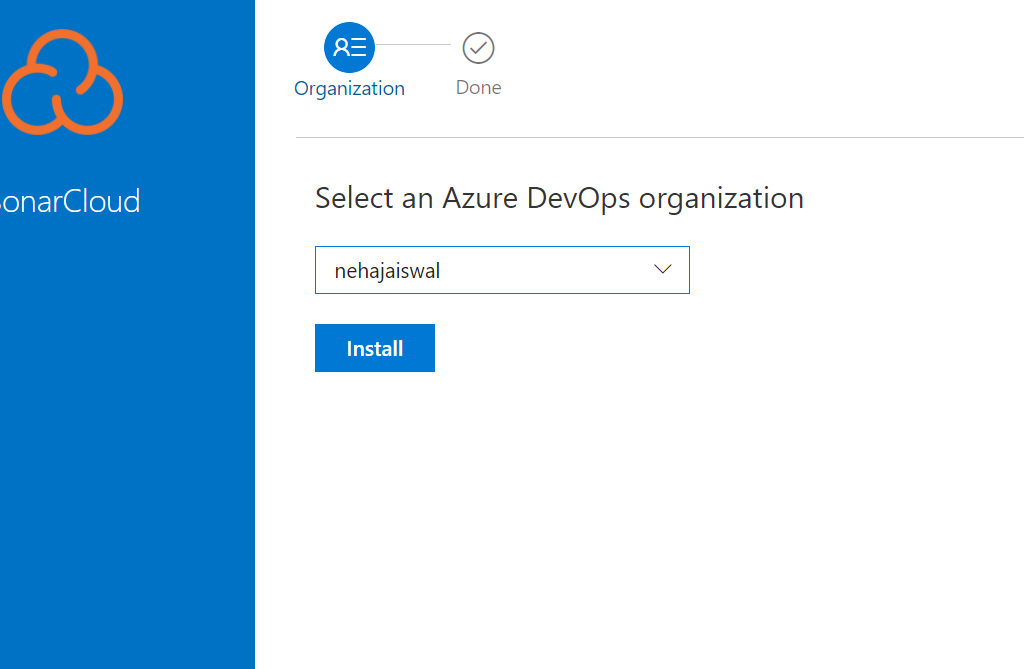 Organization
Done
onarCloud
Select an Azure DevOps organization
nehajaiswal
Install